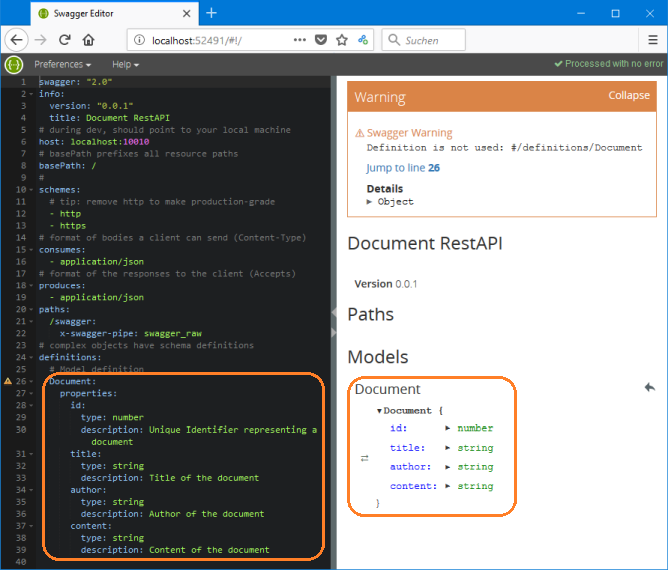 Swagger Editor
localhost:52491/#!/
Suchen
Preferences
Help
Processed with no error
1 swagger: "2.0"
2 info:
3 version: "0.0.1"
4 title: Document RestAPI
5 # during dev, should point to your local machine
6 host: localhost:10010
7 # basePath prefixes all resource paths
8 basePath: /
9 #
10 schemes:
11 # tip: remove http to make production-grade
12 - http
13 - https
14 # format of bodies a client can send (Content-Type)
15 consumes:
16 - application/json
17 # format of the responses to the client (Accepts)
18 produces:
19 - application/json
20 paths:
21 /swagger:
22 x-swagger-pipe: swagger_raw
23 # complex objects have schema definitions
24 definitions:
25 # Model definition
26 Document:
27 properties:
28 id:
29 type: number
30 description: Unique Identifier representing a
document
31 title:
32 type: string
33 description: Title of the document
34 author:
35 type: string
36 description: Author of the document
37 content:
38 type: string
39 description: Content of the document
40
Warning
Collapse
Swagger Warning
Definition is not used: #/definitions/Document
Jump to line 26
Details
Object
Document RestAPI
Version 0.0.1
Paths
Models
Document
Document {
id: number
title: string
author: string
content: string
}